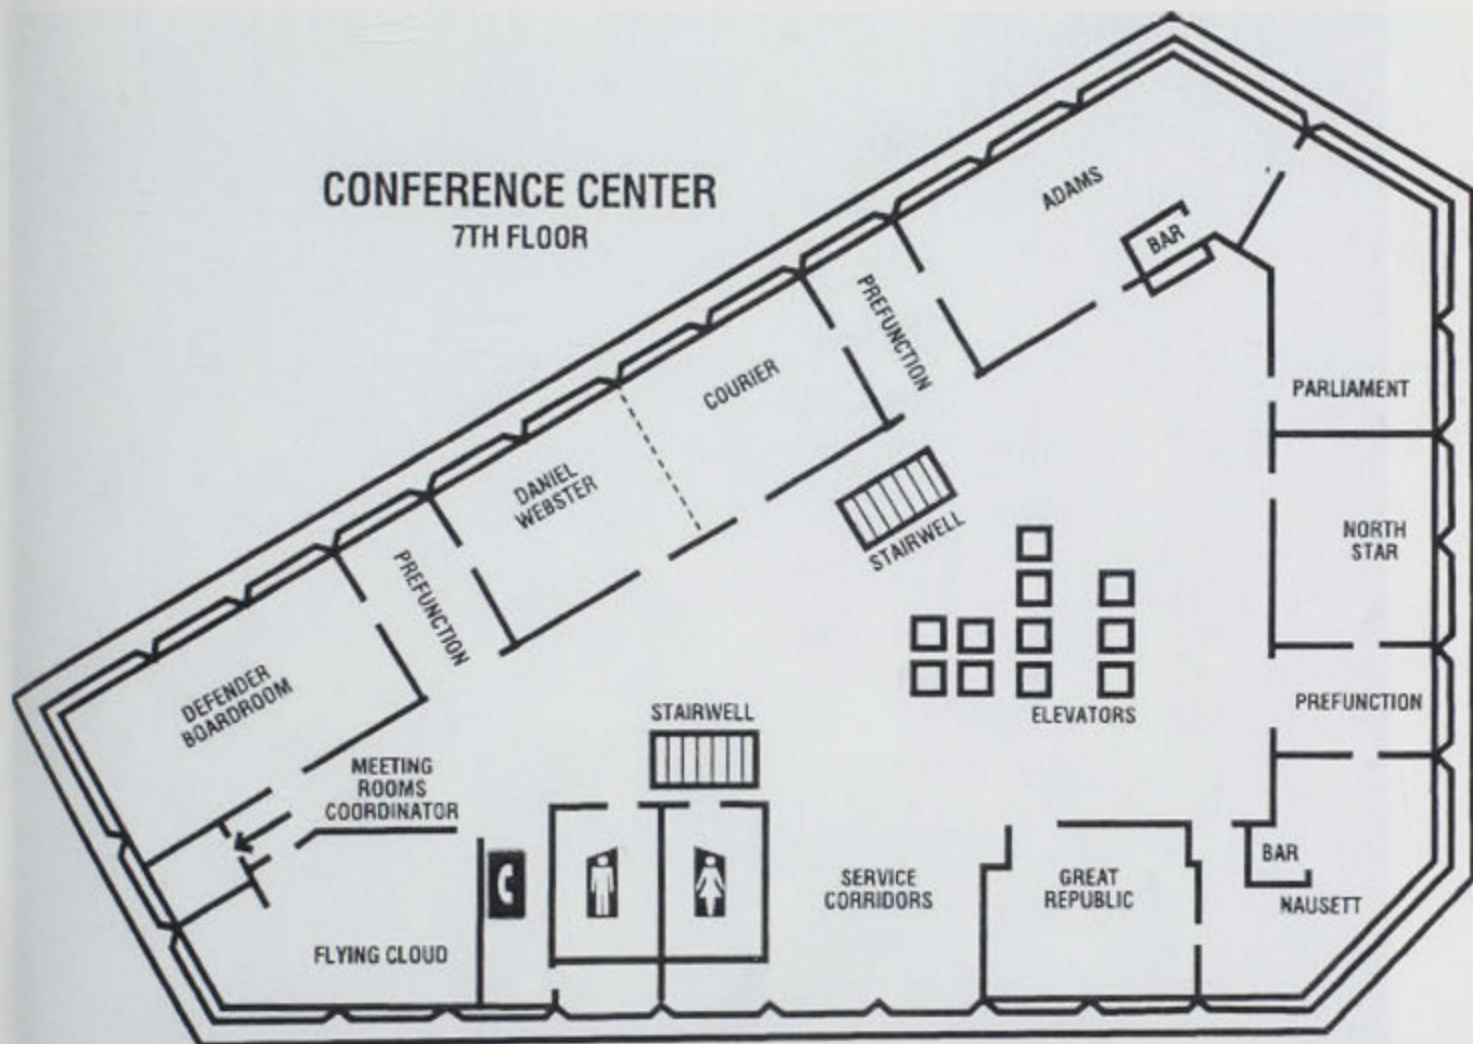 CONFERENCE CENTER
7TH FLOOR
ADAMS
BAR
PREFUNCTION
COURIER
PARLIAMENT
DANIEL
WEBSTER
STAIRWELL
NORTH
STAR
PREFUNCTION
DEFENDER
BOARDROOM
STAIRWELL
ELEVATORS
PREFUNCTION
MEETING
ROOMS
COORDINATOR
SERVICE
CORRIDORS
GREAT
REPUBLIC
BAR
NAUSETT
FLYING CLOUD